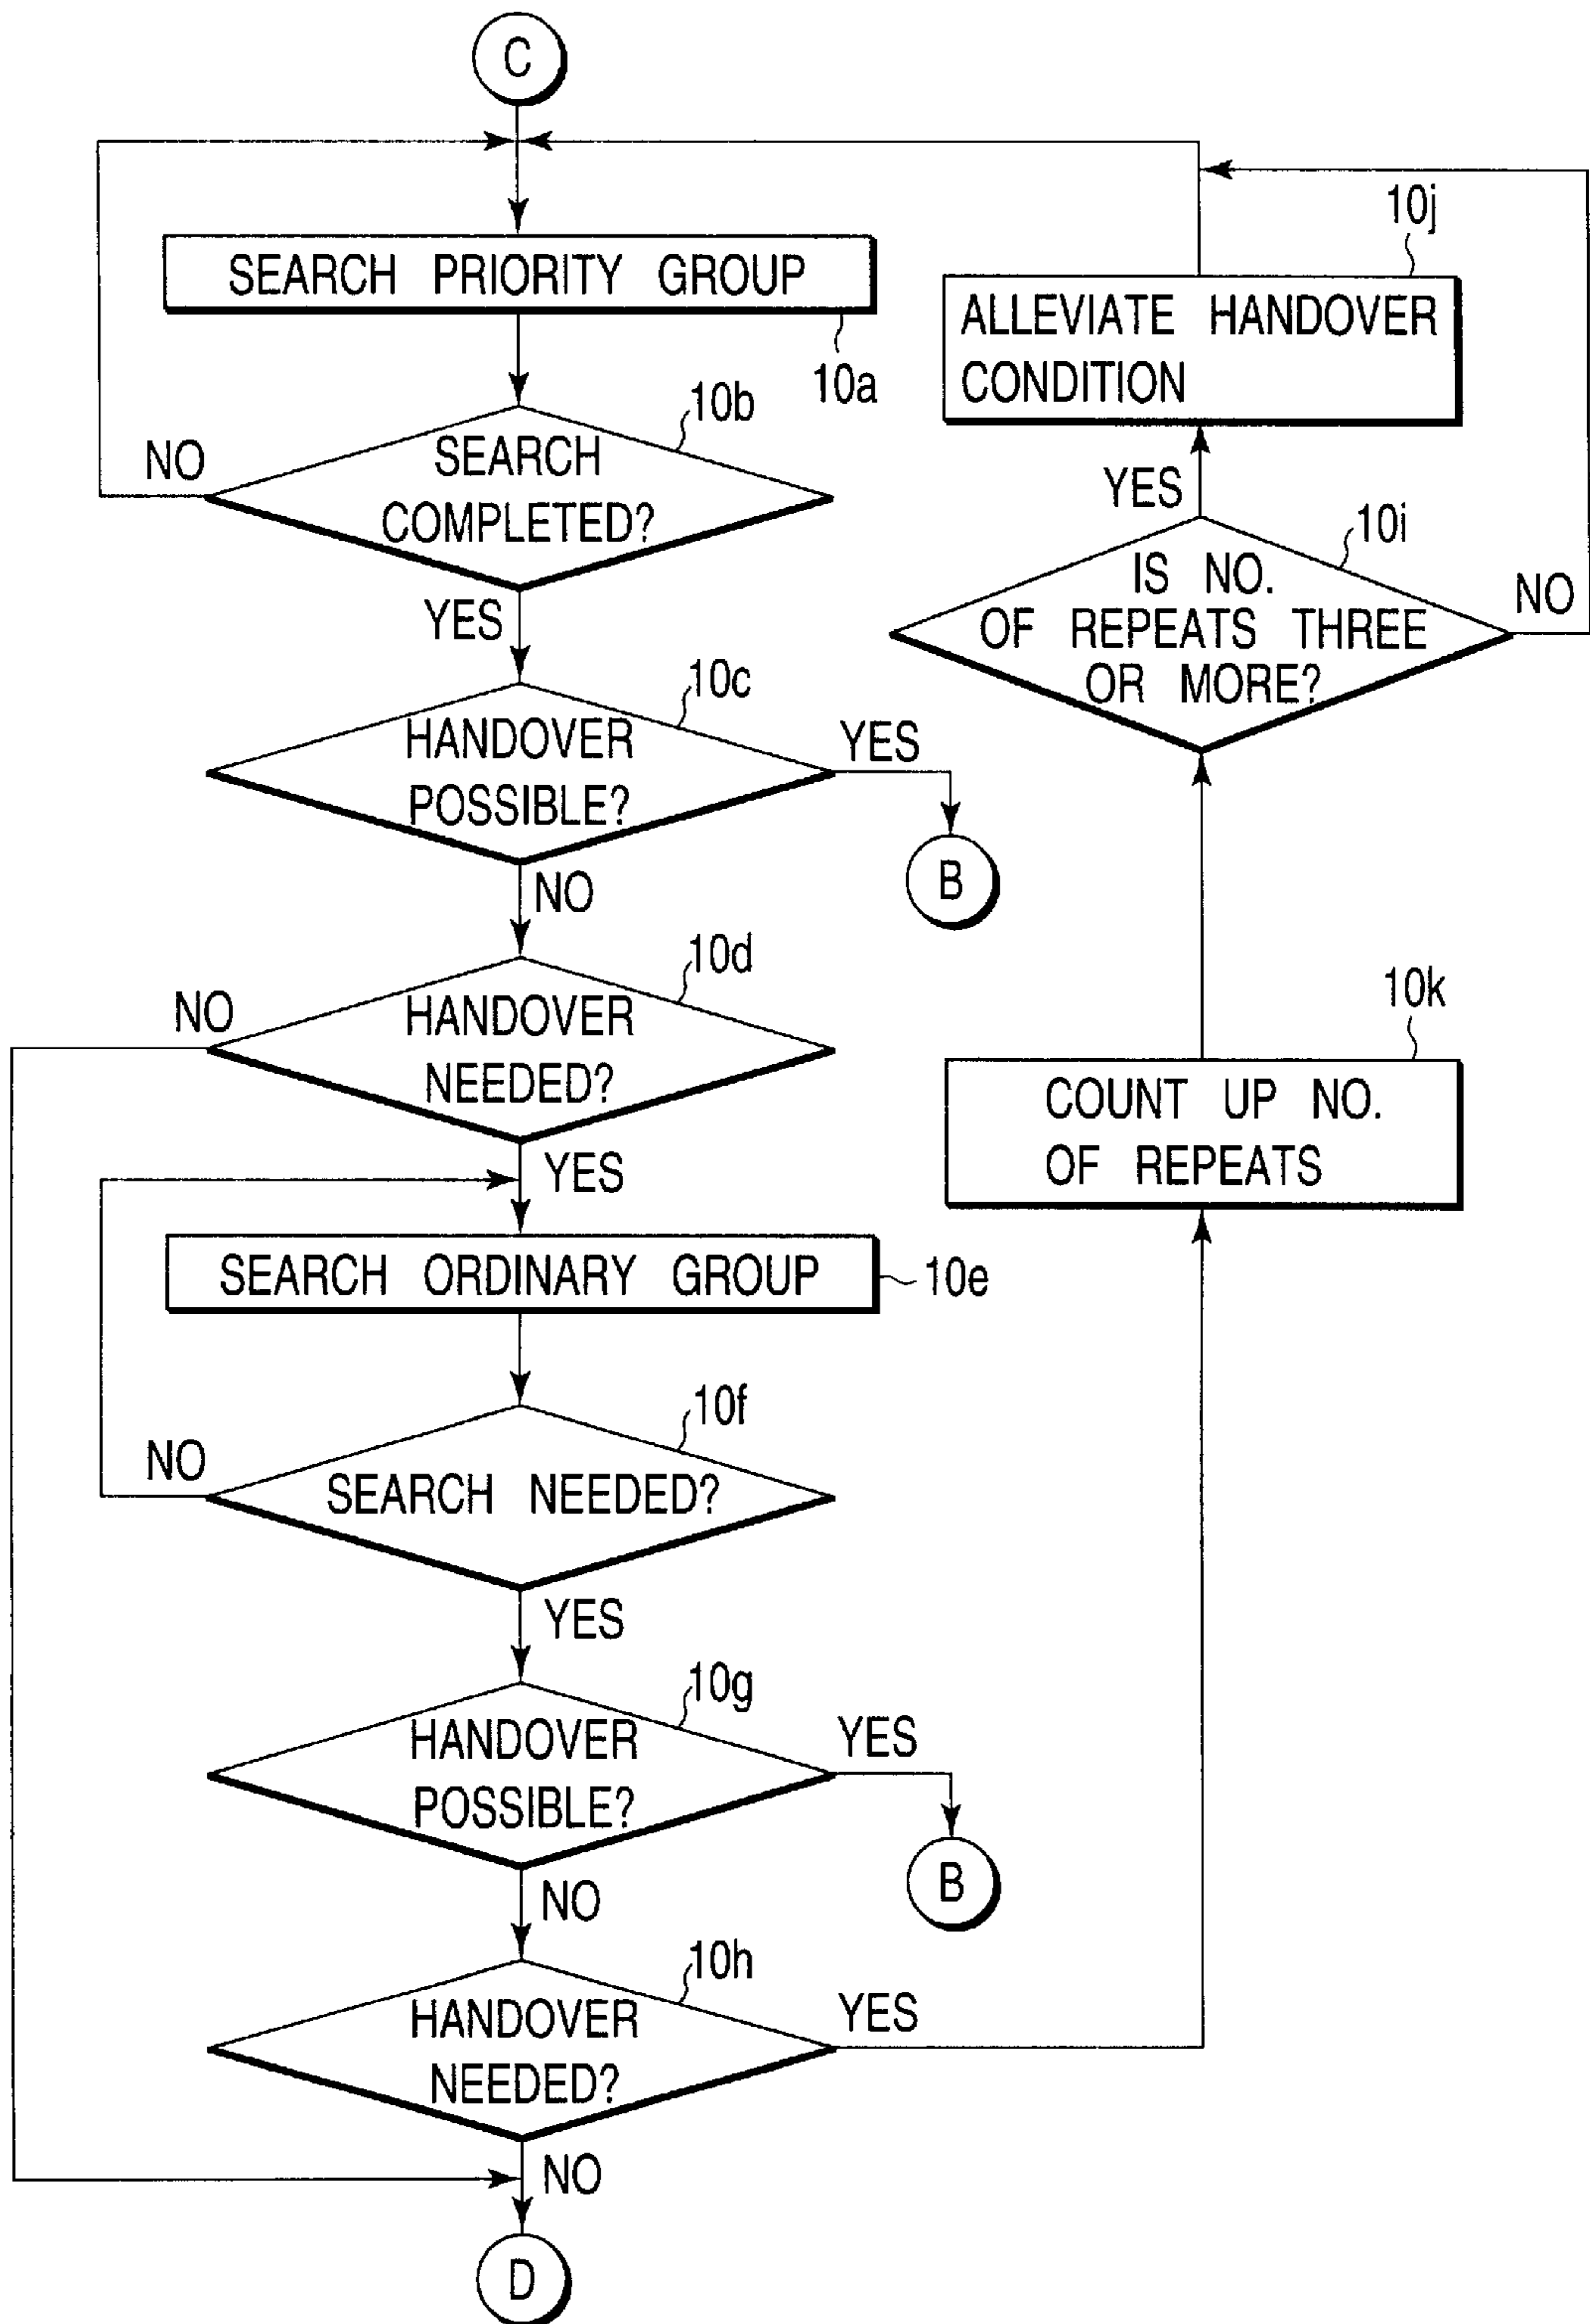 C
SEARCH PRIORITY GROUP
10a
10b
SEARCH
COMPLETED?
NO
YES
10c
HANDOVER
POSSIBLE?
YES
B
NO
10d
HANDOVER
NEEDED?
NO
YES
SEARCH ORDINARY GROUP
10e
10f
SEARCH NEEDED?
NO
YES
10g
HANDOVER
POSSIBLE?
YES
B
NO
10h
HANDOVER
NEEDED?
YES
NO
D
10k
COUNT UP NO.
OF REPEATS
10i
IS NO.
OF REPEATS THREE
OR MORE?
NO
YES
10j
ALLEVIATE HANDOVER
CONDITION